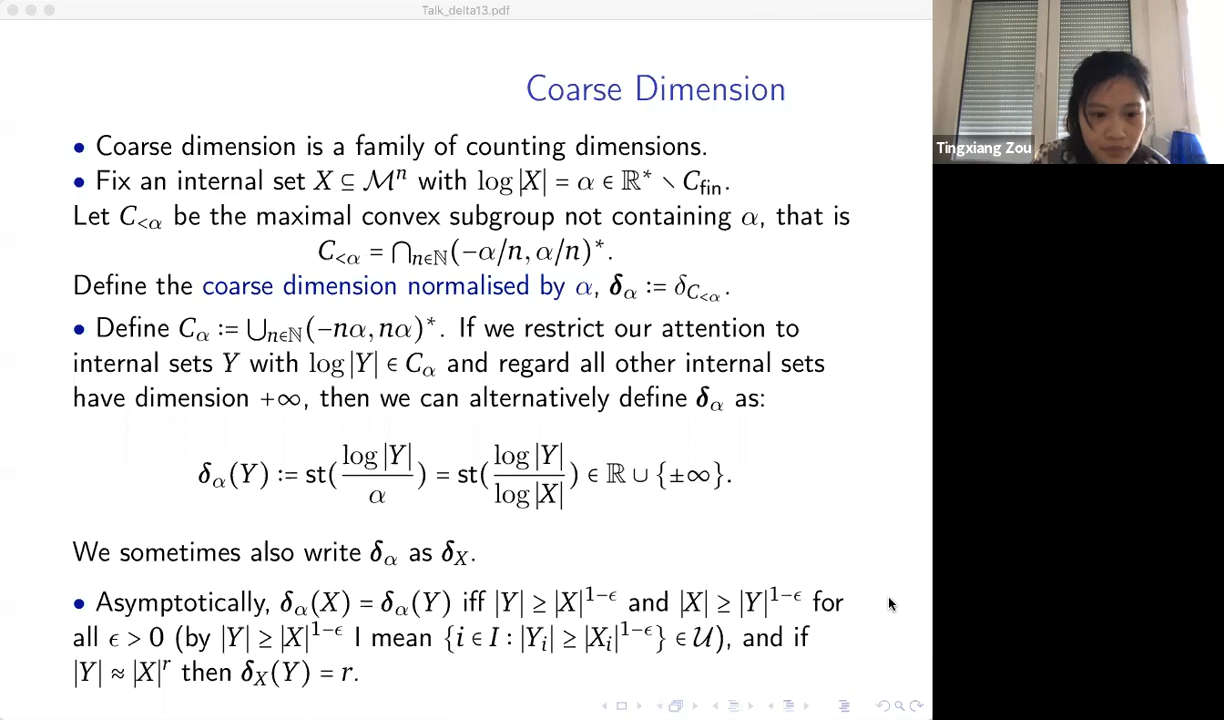 Talk_delta13.pdf
Coarse Dimension
• Coarse dimension is a family of counting dimensions.
• Fix an internal set X ⊆ ℳⁿ with log|X| = α ∈ ℝ* ∖ C_fin.
Let C_{<α} be the maximal convex subgroup not containing α, that is
C_{<α} = ⋂_{n∈ℕ}(−α/n, α/n)*.
Define the coarse dimension normalised by α, 𝜹_α := δ_{C_{<α}}.
• Define C_α := ⋃_{n∈ℕ}(−nα, nα)*. If we restrict our attention to
internal sets Y with log|Y| ∈ C_α and regard all other internal sets
have dimension +∞, then we can alternatively define 𝜹_α as:
𝜹_α(Y) := st(log|Y| / α) = st(log|Y| / log|X|) ∈ ℝ ∪ {±∞}.
We sometimes also write 𝜹_α as 𝜹_X.
• Asymptotically, 𝜹_α(X) = 𝜹_α(Y) iff |Y| ≥ |X|^{1−ϵ} and |X| ≥ |Y|^{1−ϵ} for
all ϵ > 0 (by |Y| ≥ |X|^{1−ϵ} I mean {i ∈ I : |Y_i| ≥ |X_i|^{1−ϵ}} ∈ 𝒰), and if
|Y| ≈ |X|^r then 𝜹_X(Y) = r.
Tingxiang Zou